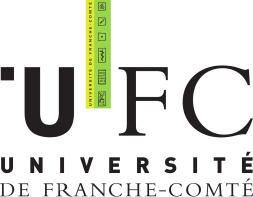 UNIVERSITÉ DE FRANCHE-COMTÉ
'UFC
UNIVERSITÉ
DE FRANCHE-COMTÉ